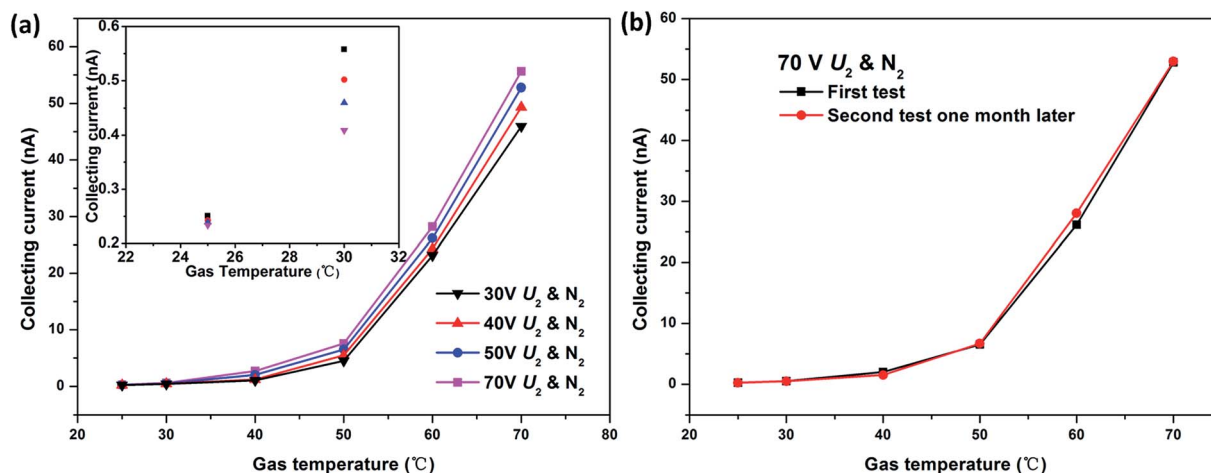 (a)
Collecting current (nA)
60
50
40
30
20
10
0
20 30 40 50 60 70 80
Gas temperature (℃)
Collecting current (nA)
0.6
0.5
0.4
0.3
0.2
22 24 26 28 30 32
Gas Temperature (℃)
30V U₂ & N₂
40V U₂ & N₂
50V U₂ & N₂
70V U₂ & N₂
(b)
Collecting current (nA)
60
50
40
30
20
10
0
20 30 40 50 60 70
Gas temperature (℃)
70 V U₂ & N₂
First test
Second test one month later